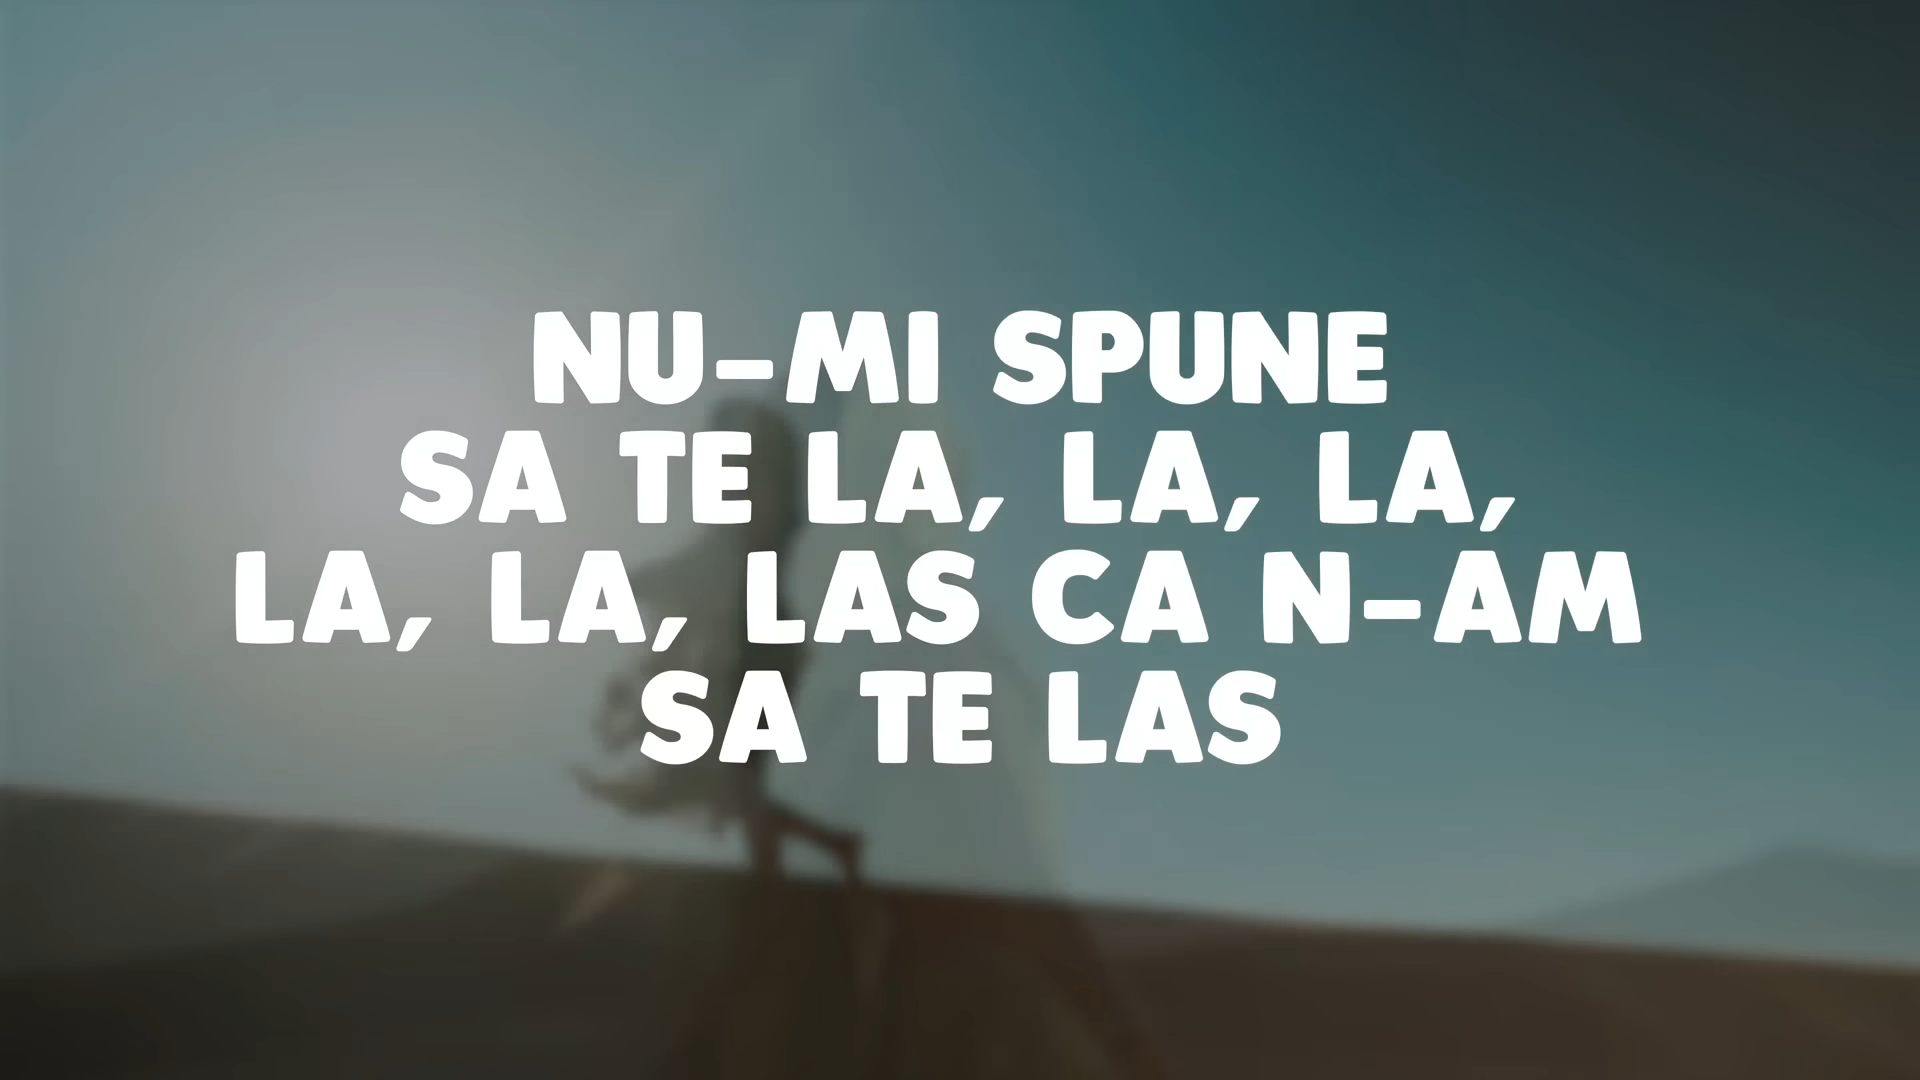 NU-MI SPUNE
SA TE LA, LA, LA,
LA, LA, LAS CA N-AM
SA TE LAS